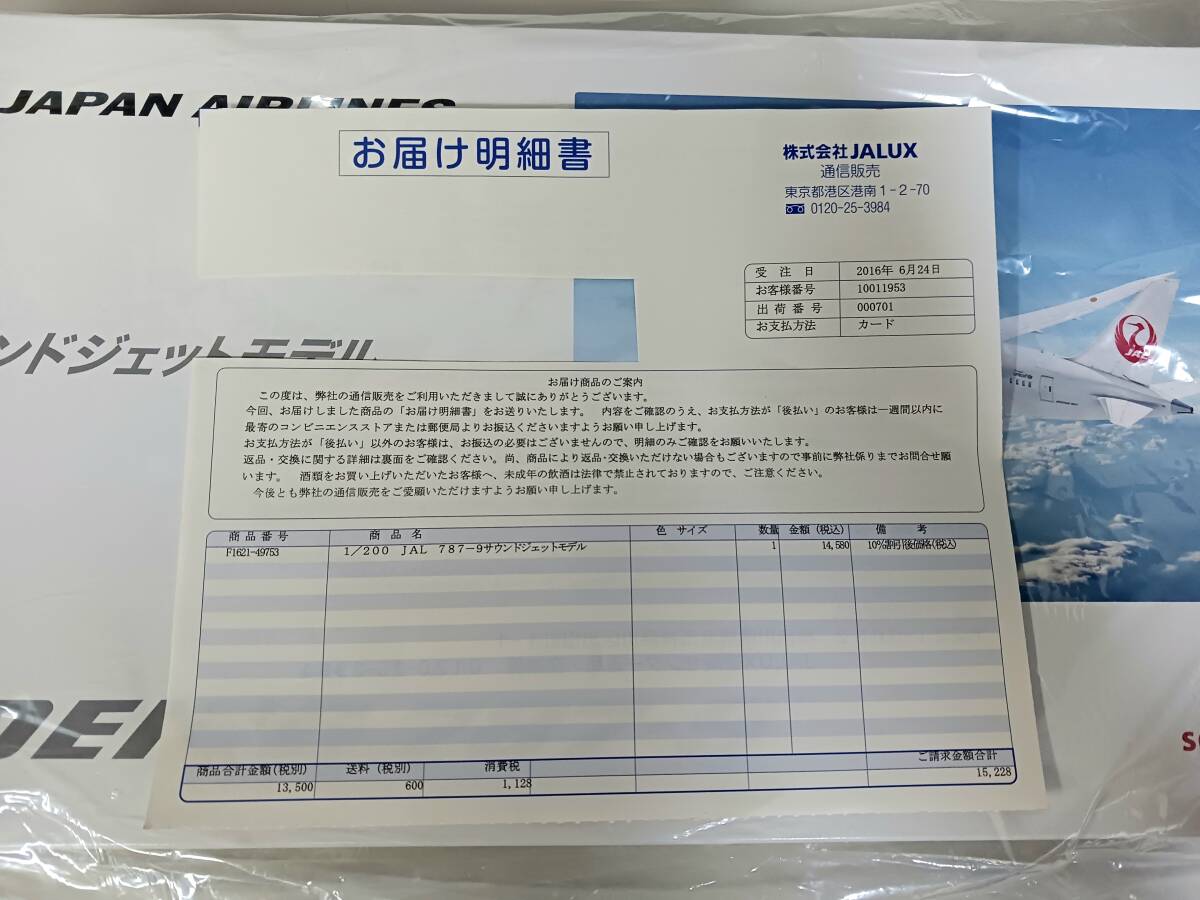 JAPAN AIRLINES
お届け明細書
株式会社JALUX
通信販売
東京都港区港南1-2-70
0120-25-3984
受注日 2016年 6月24日
お客様番号 10011953
出荷番号 000701
お支払方法 カード
ンドジェットモデル
JAL
お届け商品のご案内
この度は、弊社の通信販売をご利用いただきまして誠にありがとうございます。
今回、お届けしました商品の「お届け明細書」をお送りいたします。 内容をご確認のうえ、お支払方法が「後払い」のお客様は一週間以内に
最寄のコンビニエンスストアまたは郵便局よりお振込くださいますようお願い申し上げます。
お支払方法が「後払い」以外のお客様は、お振込の必要はございませんので、明細のみご確認をお願いいたします。
返品・交換に関する詳細は裏面をご確認ください。尚、商品により返品・交換いただけない場合もございますので事前に弊社係りまでお問合せ願
います。 酒類をお買い上げいただいたお客様へ、未成年の飲酒は法律で禁止されておりますので、ご注意ください。
今後とも弊社の通信販売をご愛顧いただけますようお願い申し上げます。
商品番号 商品名 色 サイズ 数量 金額(税込) 備考
F1621-49753 1/200 JAL 787-9サウンドジェットモデル 1 14,580 10%割引後価格(税込)
商品合計金額(税別) 送料(税別) 消費税 ご請求金額合計
13,500 600 1,128 15,228